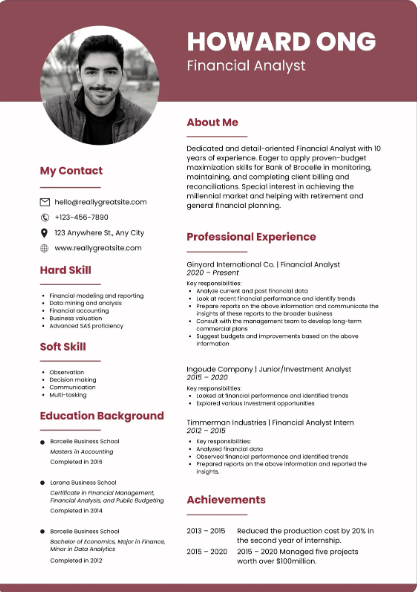 HOWARD ONG
Financial Analyst
My Contact
hello@reallygreatsite.com
+123-456-7890
123 Anywhere St., Any City
www.reallygreatsite.com
Hard Skill
Financial modeling and reporting
Data mining and analysis
Financial accounting
Business valuation
Advanced SAS proficiency
Soft Skill
Observation
Decision making
Communication
Multi-tasking
Education Background
Borcelle Business School
Masters in Accounting
Completed in 2016
Larana Business School
Certificate in Financial Management,
Financial Analysis, and Public Budgeting
Completed in 2014
Borcelle Business School
Bachelor of Economics, Major in Finance,
Minor in Data Analytics
Completed in 2012
About Me
Dedicated and detail-oriented Financial Analyst with 10
years of experience. Eager to apply proven-budget
maximization skills for Bank of Brocelle in monitoring,
maintaining, and completing client billing and
reconciliations. Special interest in achieving the
millennial market and helping with retirement and
general financial planning.
Professional Experience
Ginyard International Co. | Financial Analyst
2020 – Present
Key responsibilities:
Analyze current and past financial data
Look at recent financial performance and identify trends
Prepare reports on the above information and communicate the
insights of these reports to the broader business
Consult with the management team to develop long-term
commercial plans
Suggest budgets and improvements based on the above
information
Ingoude Company | Junior/Investment Analyst
2015 – 2020
Key responsibilities:
Looked at financial performance and identified trends
Explored various Investment opportunities.
Timmerman Industries | Financial Analyst Intern
2012 – 2015
Key responsibilities:
Analyzed financial data
Observed financial performance and identified trends
Prepared reports on the above information and reported the
insights.
Achievements
2013 – 2015 Reduced the production cost by 20% in
the second year of internship.
2015 – 2020 2015 – 2020 Managed five projects
worth over $100million.